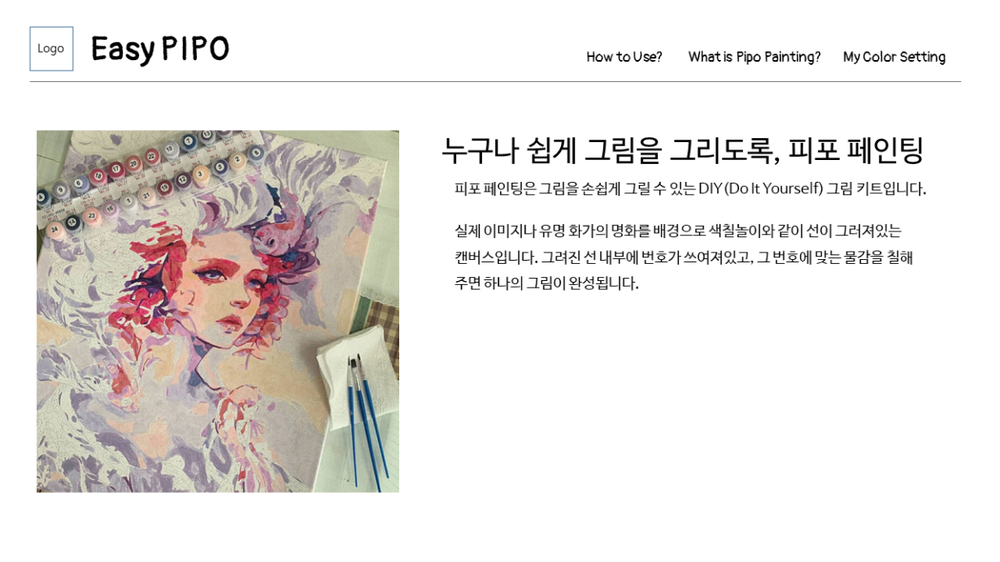 Logo
Easy PIPO
How to Use?
What is Pipo Painting?
My Color Setting
누구나 쉽게 그림을 그리도록, 피포 페인팅
피포 페인팅은 그림을 손쉽게 그릴 수 있는 DIY(Do It Yourself) 그림 키트입니다.
실제 이미지나 유명 화가의 명화를 배경으로 색칠놀이와 같이 선이 그러져있는
캔버스입니다. 그려진 선 내부에 번호가 쓰여져있고, 그 번호에 맞는 물감을 칠해
주면 하나의 그림이 완성됩니다.